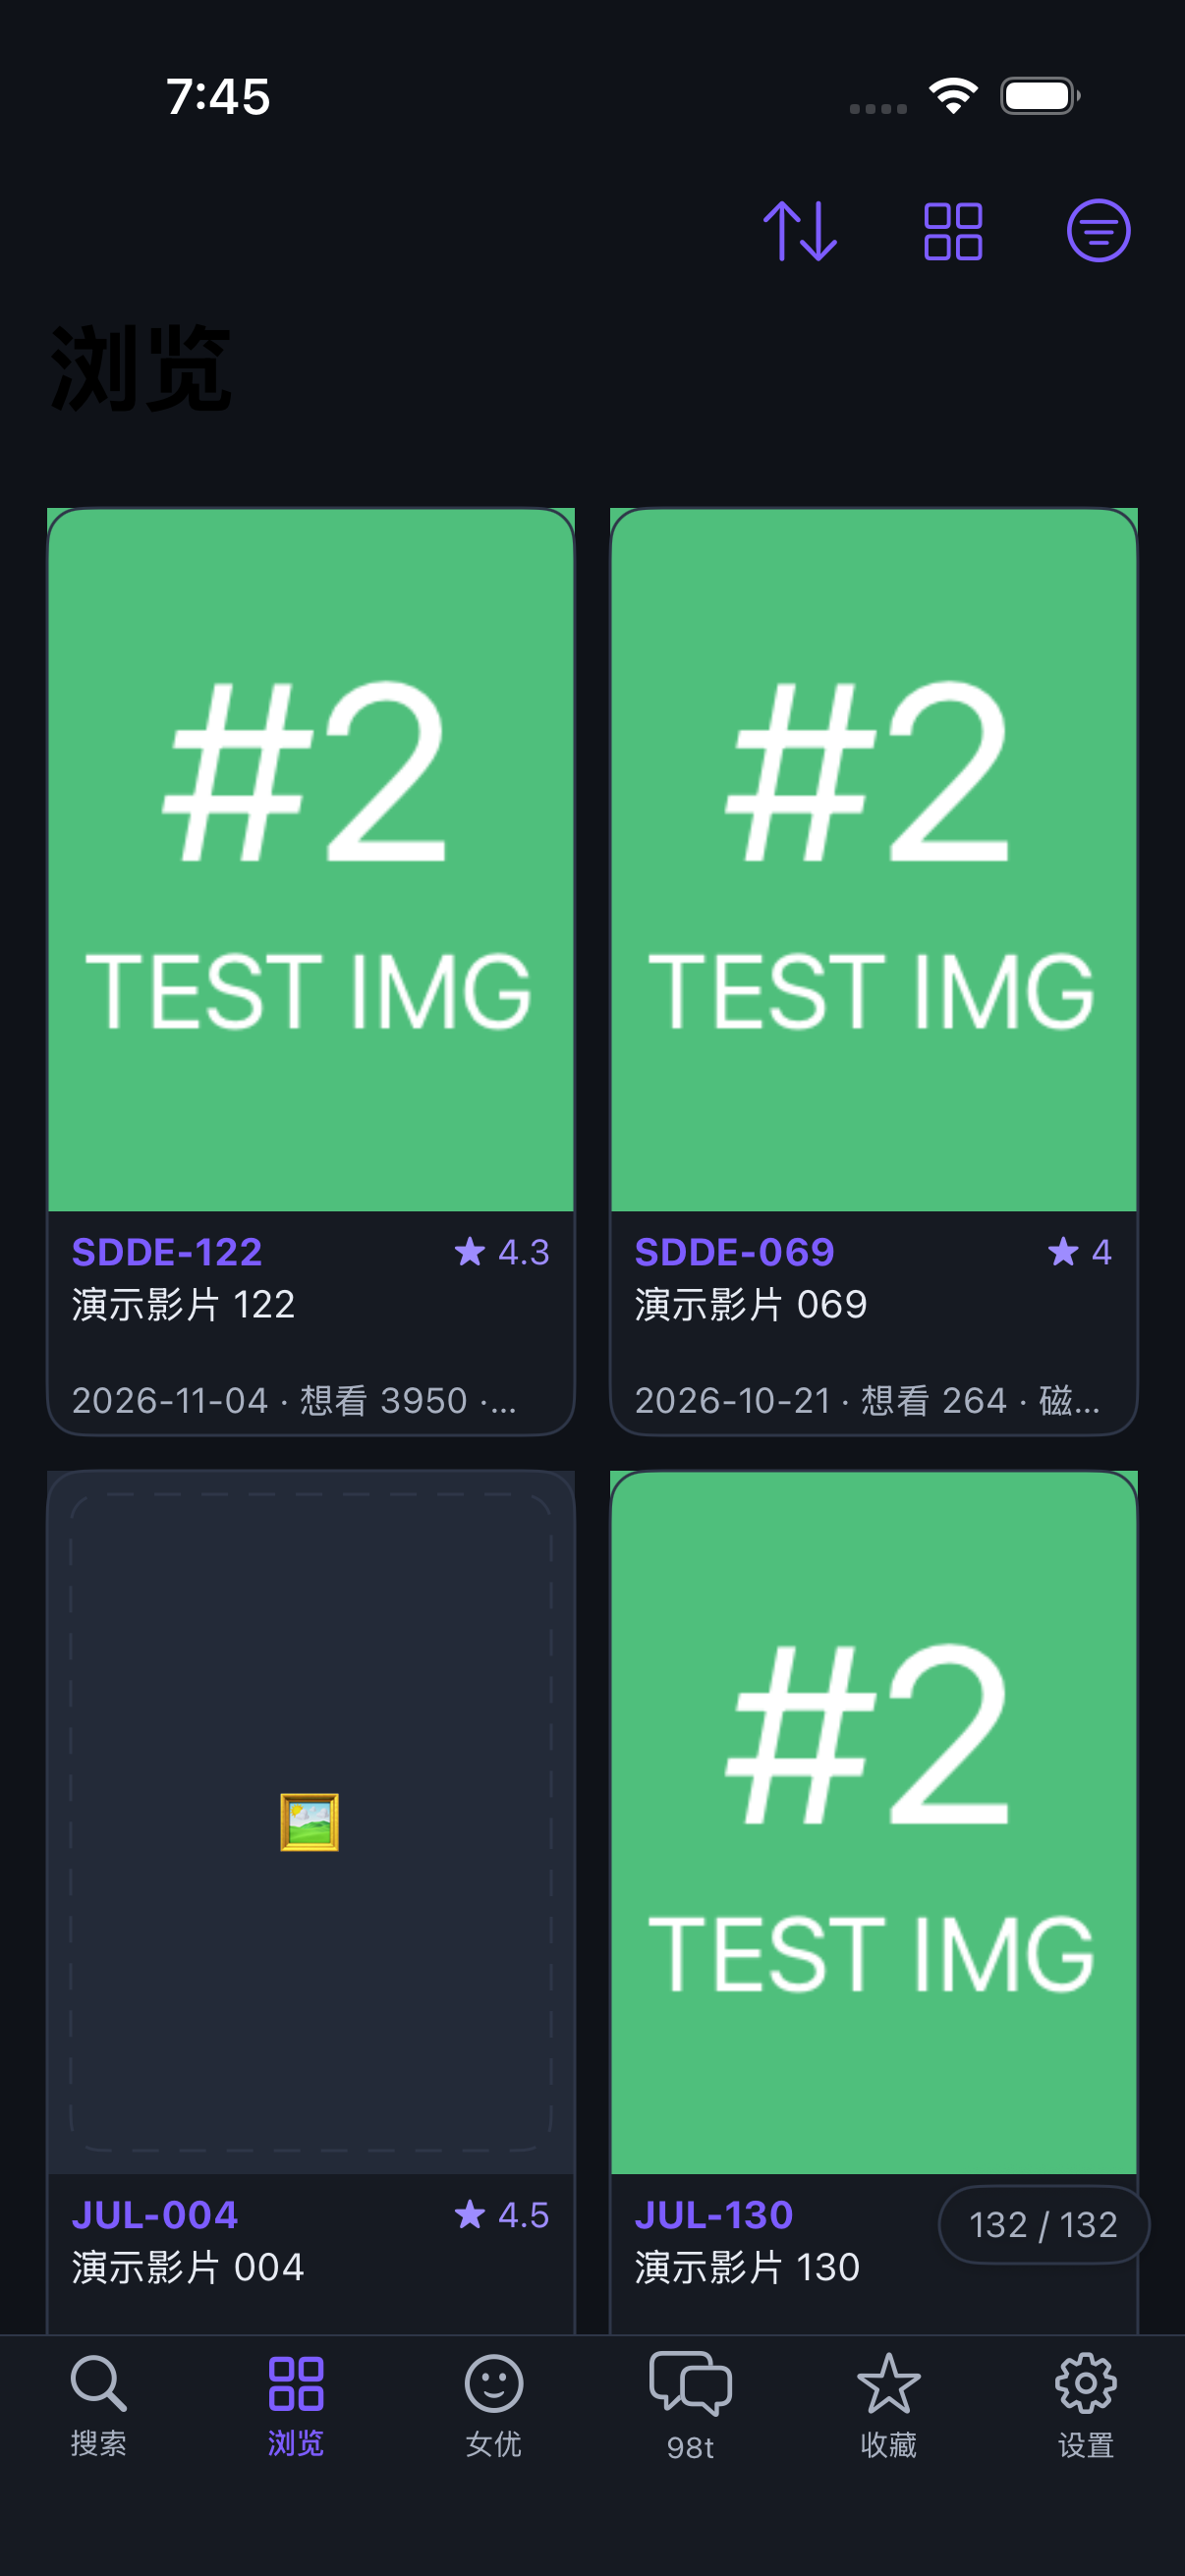 7:45
浏览
#2
TEST IMG
#2
TEST IMG
SDDE-122 ★ 4.3
演示影片 122
2026-11-04 · 想看 3950 ·...
SDDE-069 ★ 4
演示影片 069
2026-10-21 · 想看 264 · 磁...
#2
TEST IMG
JUL-004 ★ 4.5
演示影片 004
JUL-130
演示影片 130
132 / 132
搜索
浏览
女优
98t
收藏
设置